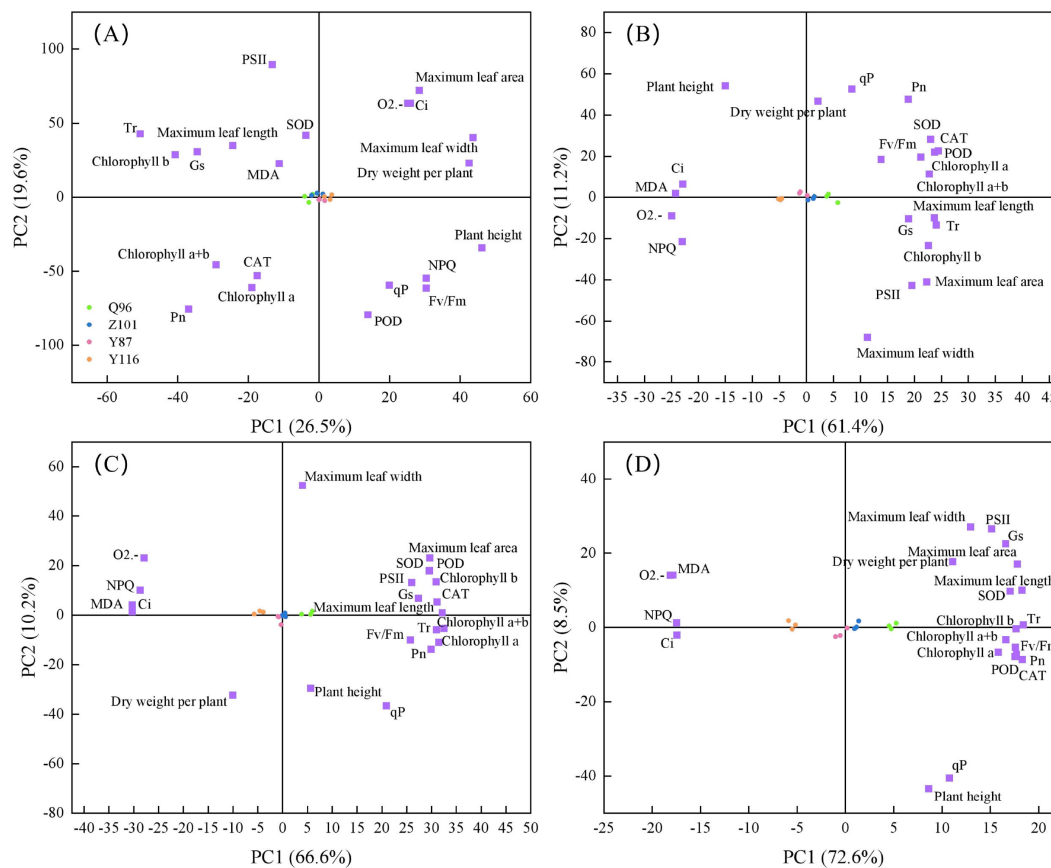 (A)
PSII
Maximum leaf area
O2.- Ci
Tr
SOD
Maximum leaf length
Chlorophyll b
Gs
MDA
Maximum leaf width
Dry weight per plant
Plant height
Chlorophyll a+b
CAT
Chlorophyll a
Pn
NPQ
qP
Fv/Fm
POD
Q96
Z101
Y87
Y116
100
50
0
-50
-100
-60 -40 -20 0 20 40 60
PC1 (26.5%)
PC2 (19.6%)
(B)
Plant height
qP
Dry weight per plant
Pn
SOD
CAT
Fv/Fm
POD
Chlorophyll a
Chlorophyll a+b
Ci
MDA
O2.-
NPQ
Maximum leaf length
Gs
Tr
Chlorophyll b
PSII
Maximum leaf area
Maximum leaf width
80
60
40
20
0
-20
-40
-60
-80
-35 -30 -25 -20 -15 -10 -5 0 5 10 15 20 25 30 35 40 45
PC1 (61.4%)
PC2 (11.2%)
(C)
Maximum leaf width
O2.-
NPQ
MDA Ci
Maximum leaf area
SOD POD
PSII
Chlorophyll b
Gs
CAT
Maximum leaf length
Chlorophyll a+b
Tr
Fv/Fm
Chlorophyll a
Pn
Dry weight per plant
Plant height
qP
60
40
20
0
-20
-40
-60
-80
-40 -35 -30 -25 -20 -15 -10 -5 0 5 10 15 20 25 30 35 40 45 50
PC1 (66.6%)
PC2 (10.2%)
(D)
Maximum leaf width
PSII
Gs
Maximum leaf area
Dry weight per plant
O2.- MDA
Maximum leaf length
SOD
NPQ
Ci
Chlorophyll b
Tr
Chlorophyll a+b
Fv/Fm
Chlorophyll a
Pn
POD
CAT
qP
Plant height
40
20
0
-20
-40
-25 -20 -15 -10 -5 0 5 10 15 20
PC1 (72.6%)
PC2 (8.5%)